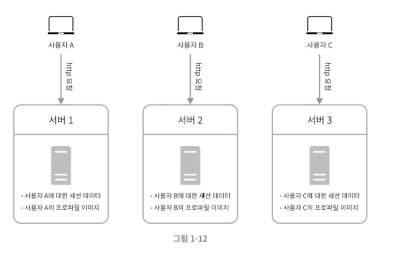 사용자 A
사용자 B
사용자 C
http 요청
http 요청
http 요청
서버 1
서버 2
서버 3
• 사용자 A에 대한 세션 데이터
• 사용자 A의 프로파일 이미지
• 사용자 B에 대한 세션 데이터
• 사용자 B의 프로파일 이미지
• 사용자 C에 대한 세션 데이터
• 사용자 C의 프로파일 이미지
그림 1-12